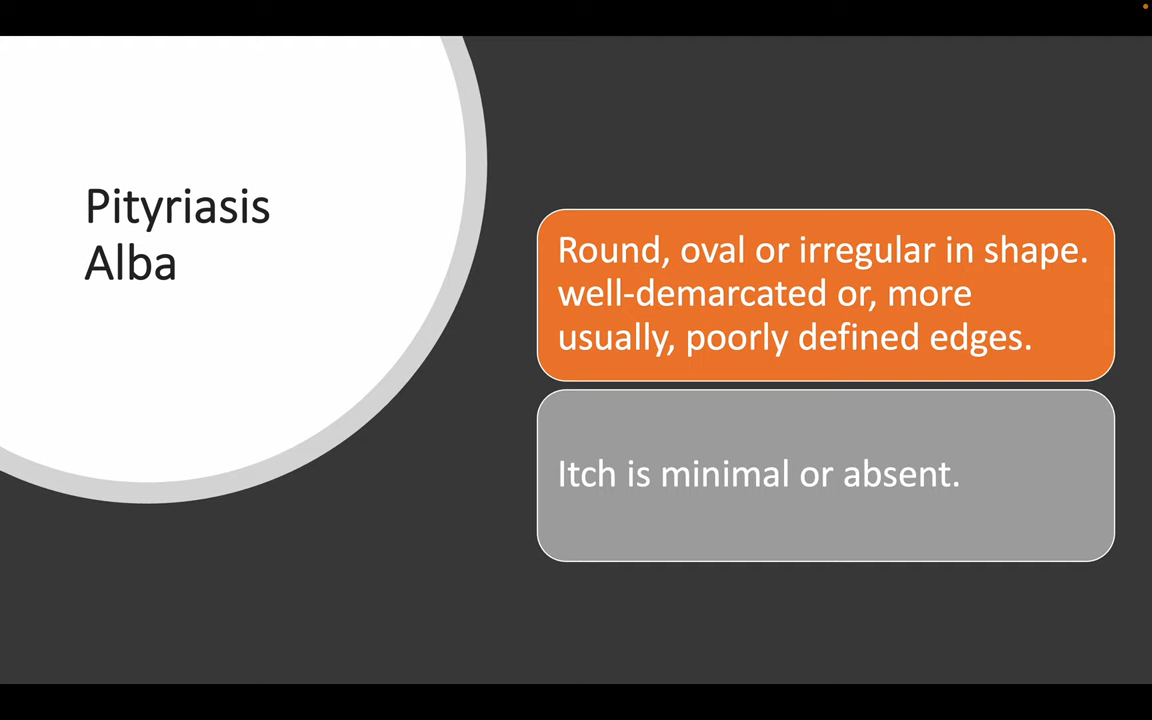 Pityriasis
Alba
Round, oval or irregular in shape.
well-demarcated or, more
usually, poorly defined edges.
Itch is minimal or absent.